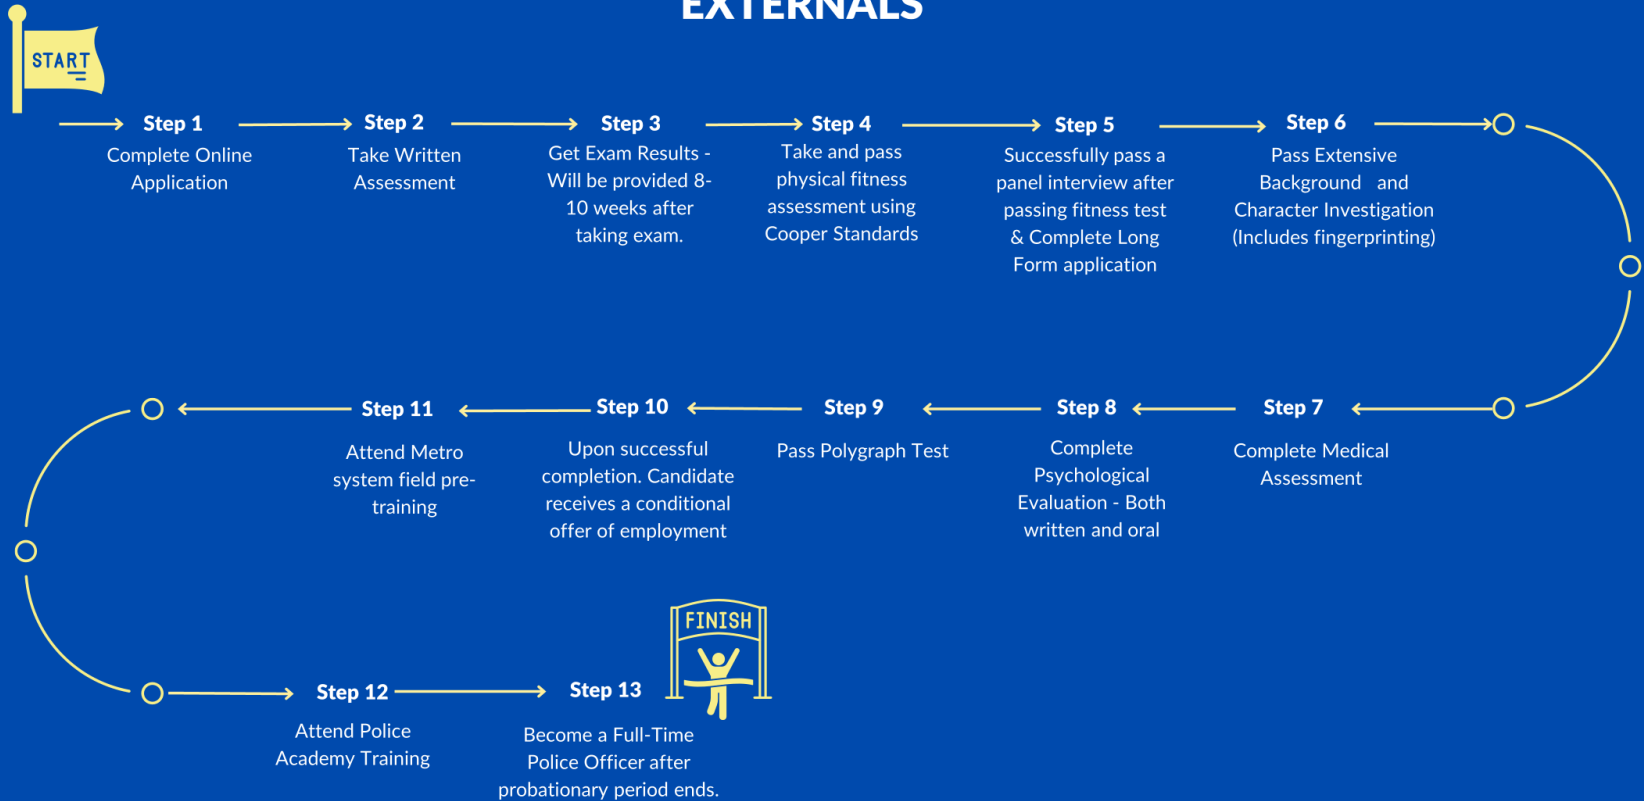 EXTERNALS
START
Step 1
Complete Online
Application
Step 2
Take Written
Assessment
Step 3
Get Exam Results -
Will be provided 8-
10 weeks after
taking exam.
Step 4
Take and pass
physical fitness
assessment using
Cooper Standards
Step 5
Successfully pass a
panel interview after
passing fitness test
& Complete Long
Form application
Step 6
Pass Extensive
Background and
Character Investigation
(Includes fingerprinting)
Step 7
Complete Medical
Assessment
Step 8
Complete
Psychological
Evaluation - Both
written and oral
Step 9
Pass Polygraph Test
Step 10
Upon successful
completion. Candidate
receives a conditional
offer of employment
Step 11
Attend Metro
system field pre-
training
Step 12
Attend Police
Academy Training
Step 13
Become a Full-Time
Police Officer after
probationary period ends.
FINISH